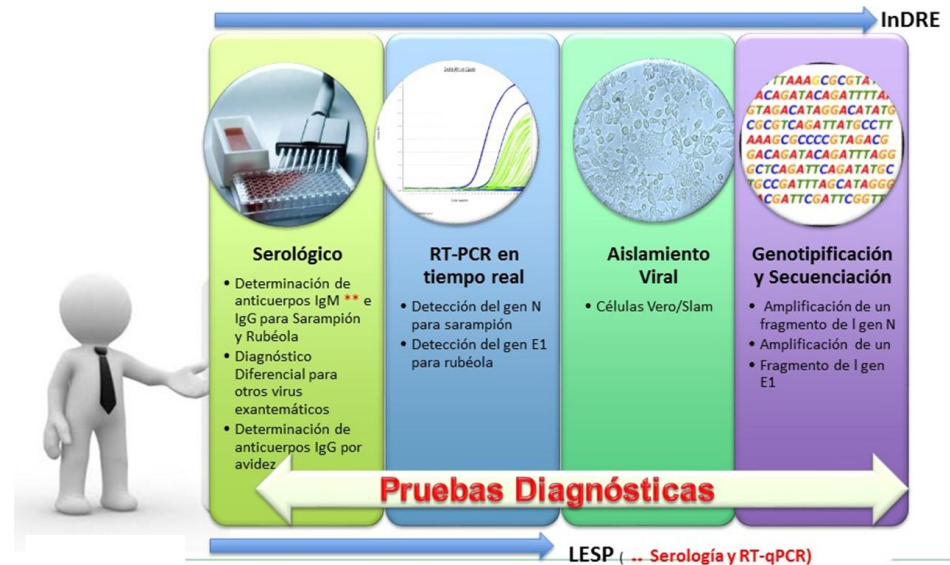 InDRE
Serológico
• Determinación de
anticuerpos IgM ** e
IgG para Sarampión
y Rubéola
• Diagnóstico
Diferencial para
otros virus
exantemáticos
• Determinación de
anticuerpos IgG por
avidez
RT-PCR en
tiempo real
• Detección del gen N
para sarampión
• Detección del gen E1
para rubéola
Aislamiento
Viral
• Células Vero/Slam
TTAAAGCGCGTA
ACAGATACAGATTTTA
GTAGACATAGGACATATG
CGCGTCAGATTATGCCTT
AAAGCGCCCCGTAGACG
GACAGATACAGATTTAGG
GCTCAGATTCAGATATGC
TGCCGATTTAGCATAGGG
ACGATTCGATTCGGTT
Genotipificación
y Secuenciación
• Amplificación de un
fragmento de l gen N
• Amplificación de un
• Fragmento de l gen
E1
Pruebas Diagnósticas
LESP ( .. Serología y RT-qPCR)